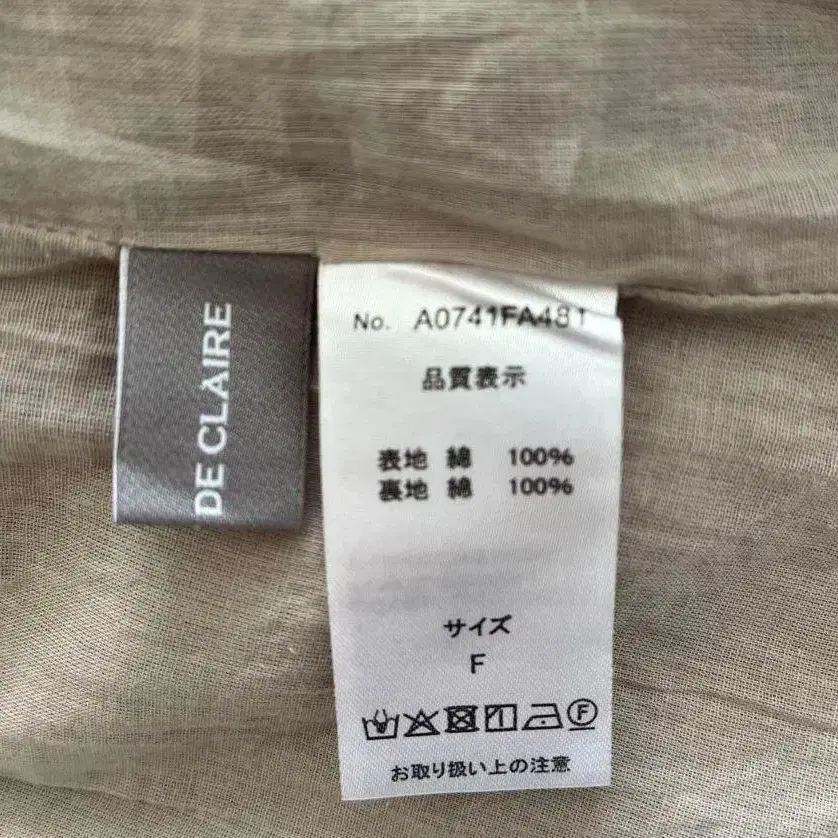 DE CLAIRE
No. A0741FA481
品質表示
表地 綿 100%
裏地 綿 100%
サイズ
F
F
お取り扱い上の注意